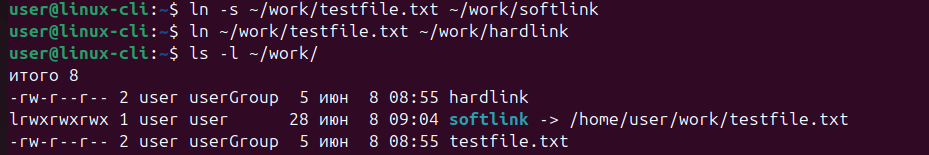 user@linux-cli:~$ ln -s ~/work/testfile.txt ~/work/softlink
user@linux-cli:~$ ln ~/work/testfile.txt ~/work/hardlink
user@linux-cli:~$ ls -l ~/work/
итого 8
-rw-r--r-- 2 user userGroup  5 июн  8 08:55 hardlink
lrwxrwxrwx 1 user user      28 июн  8 09:04 softlink -> /home/user/work/testfile.txt
-rw-r--r-- 2 user userGroup  5 июн  8 08:55 testfile.txt